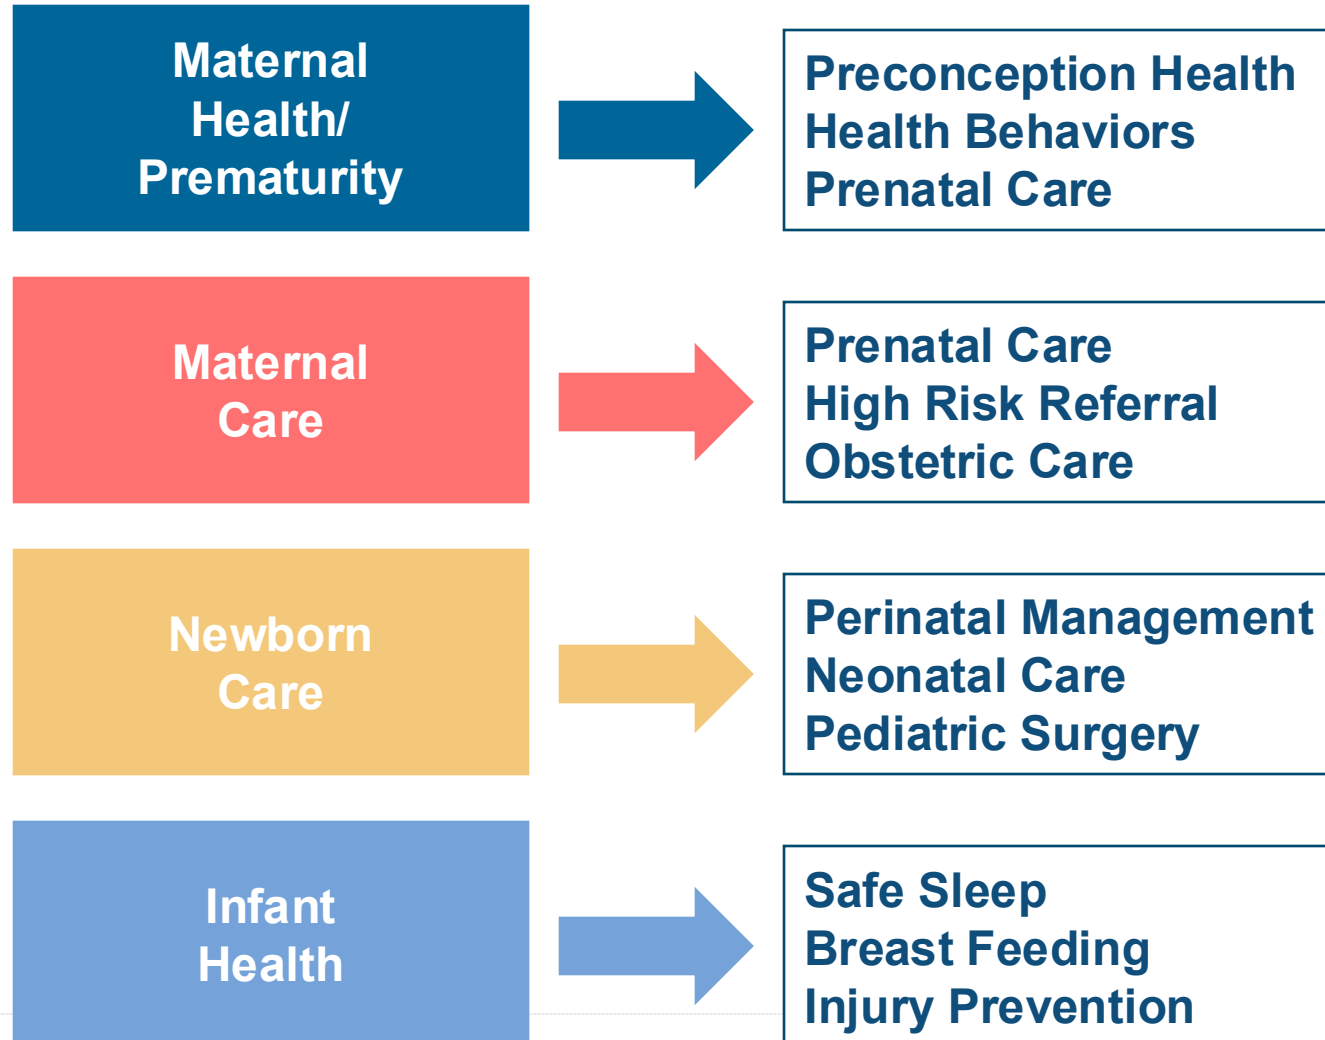 Maternal
Health/
Prematurity
Preconception Health
Health Behaviors
Prenatal Care
Maternal
Care
Prenatal Care
High Risk Referral
Obstetric Care
Newborn
Care
Perinatal Management
Neonatal Care
Pediatric Surgery
Infant
Health
Safe Sleep
Breast Feeding
Injury Prevention